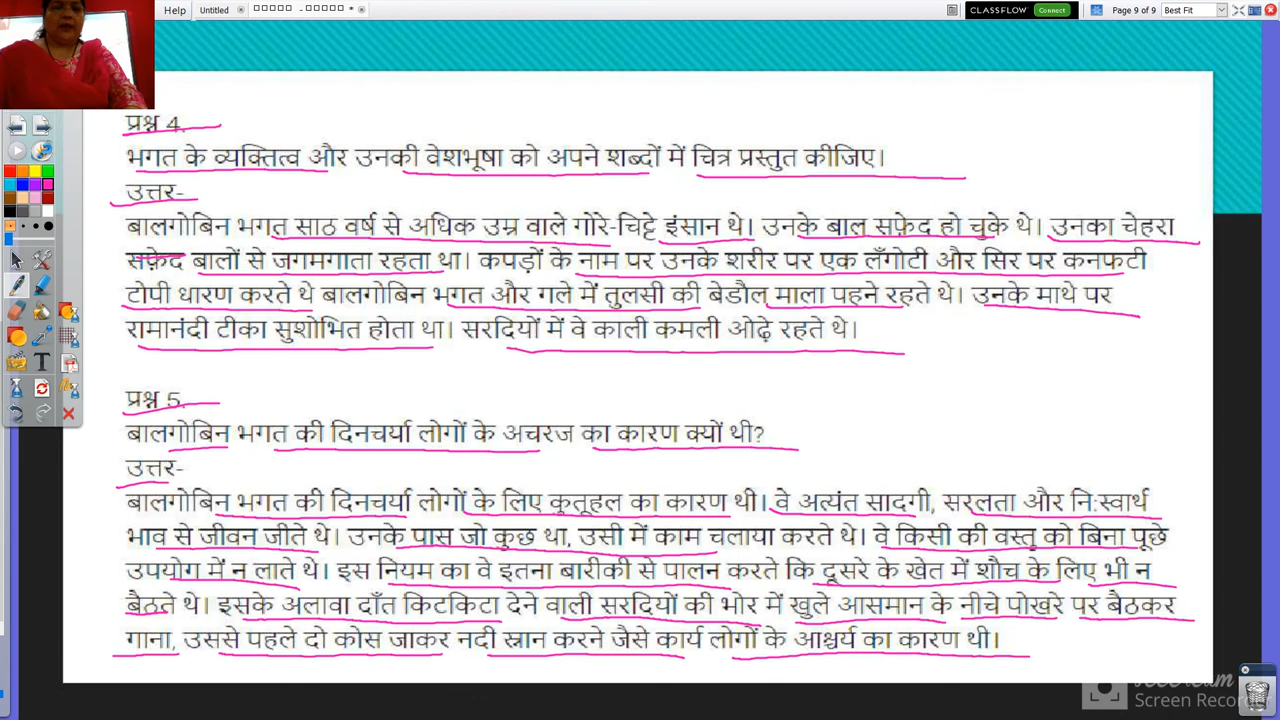 Help Untitled CLASSFLOW Connect Page 9 of 9 Best Fit
प्रश्न 4.
भगत के व्यक्तित्व और उनकी वेशभूषा को अपने शब्दों में चित्र प्रस्तुत कीजिए।
उत्तर-
बालगोबिन भगत साठ वर्ष से अधिक उम्र वाले गोरे-चिट्टे इंसान थे। उनके बाल सफ़ेद हो चुके थे। उनका चेहरा
सफ़ेद बालों से जगमगाता रहता था। कपड़ों के नाम पर उनके शरीर पर एक लँगोटी और सिर पर कनफटी
टोपी धारण करते थे बालगोबिन भगत और गले में तुलसी की बेडौल माला पहने रहते थे। उनके माथे पर
रामानंदी टीका सुशोभित होता था। सरदियों में वे काली कमली ओढ़े रहते थे।
प्रश्न 5.
बालगोबिन भगत की दिनचर्या लोगों के अचरज का कारण क्यों थी?
उत्तर-
बालगोबिन भगत की दिनचर्या लोगों के लिए कुतूहल का कारण थी। वे अत्यंत सादगी, सरलता और नि:स्वार्थ
भाव से जीवन जीते थे। उनके पास जो कुछ था, उसी में काम चलाया करते थे। वे किसी की वस्तु को बिना पूछे
उपयोग में न लाते थे। इस नियम का वे इतना बारीकी से पालन करते कि दूसरे के खेत में शौच के लिए भी न
बैठते थे। इसके अलावा दाँत किटकिटा देने वाली सरदियों की भोर में खुले आसमान के नीचे पोखरे पर बैठकर
गाना, उससे पहले दो कोस जाकर नदी स्नान करने जैसे कार्य लोगों के आश्चर्य का कारण थी।
Screen Recorder